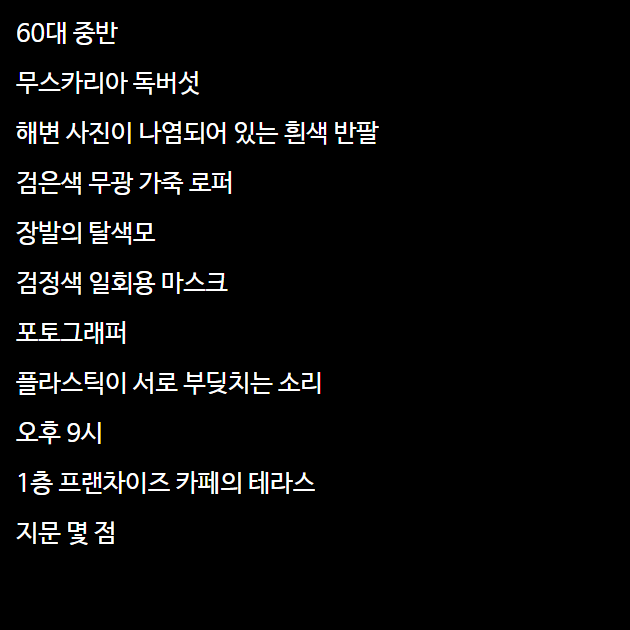 60대 중반
무스카리아 독버섯
해변 사진이 나염되어 있는 흰색 반팔
검은색 무광 가죽 로퍼
장발의 탈색모
검정색 일회용 마스크
포토그래퍼
플라스틱이 서로 부딪치는 소리
오후 9시
1층 프랜차이즈 카페의 테라스
지문 몇 점